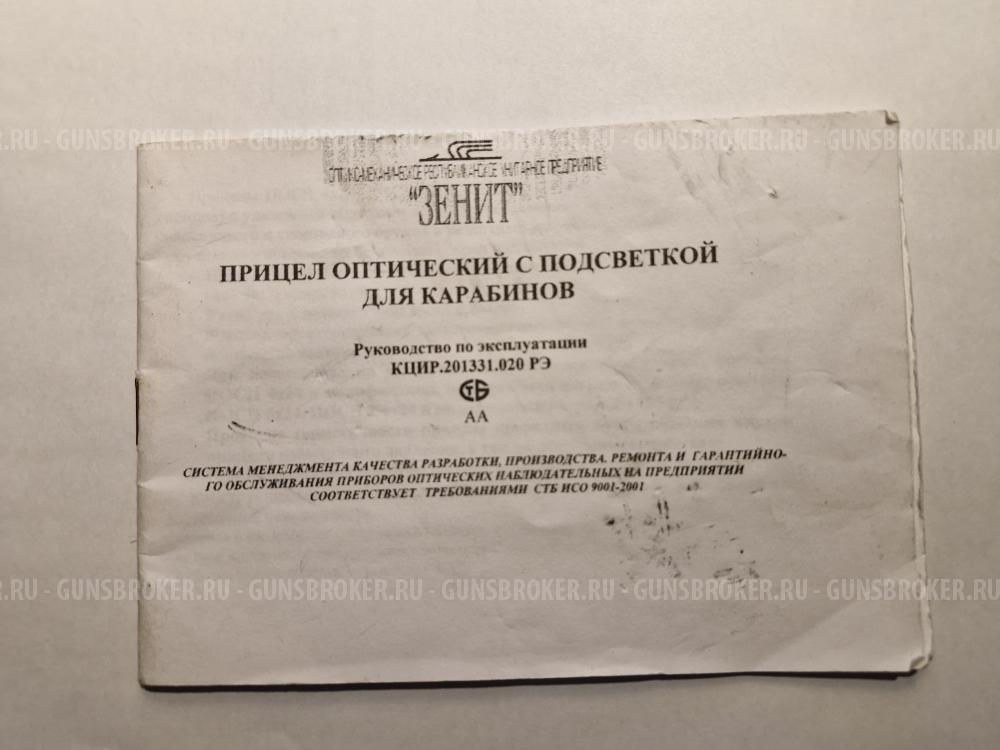 ОПТИКО-МЕХАНИЧЕСКОЕ РЕСПУБЛИКАНСКОЕ УНИТАРНОЕ ПРЕДПРИЯТИЕ
“ЗЕНИТ”
ПРИЦЕЛ ОПТИЧЕСКИЙ С ПОДСВЕТКОЙ
ДЛЯ КАРАБИНОВ
Руководство по эксплуатации
КЦИР.201331.020 РЭ
СТБ
АА
СИСТЕМА МЕНЕДЖМЕНТА КАЧЕСТВА РАЗРАБОТКИ, ПРОИЗВОДСТВА, РЕМОНТА И ГАРАНТИЙНО-
ГО ОБСЛУЖИВАНИЯ ПРИБОРОВ ОПТИЧЕСКИХ НАБЛЮДАТЕЛЬНЫХ НА ПРЕДПРИЯТИИ
СООТВЕТСТВУЕТ ТРЕБОВАНИЯМИ СТБ ИСО 9001-2001
.RU - GUNSBROKER.RU - GUNSBROKER.RU - GUNSBROKER.RU - GUNSBROKER.RU - GUNSBROKER.RU
.RU - GUNSBROKER.RU - GUNSBROKER.RU - GUNSBROKER.RU - GUNSBROKER.RU - GUNSBROKER.RU